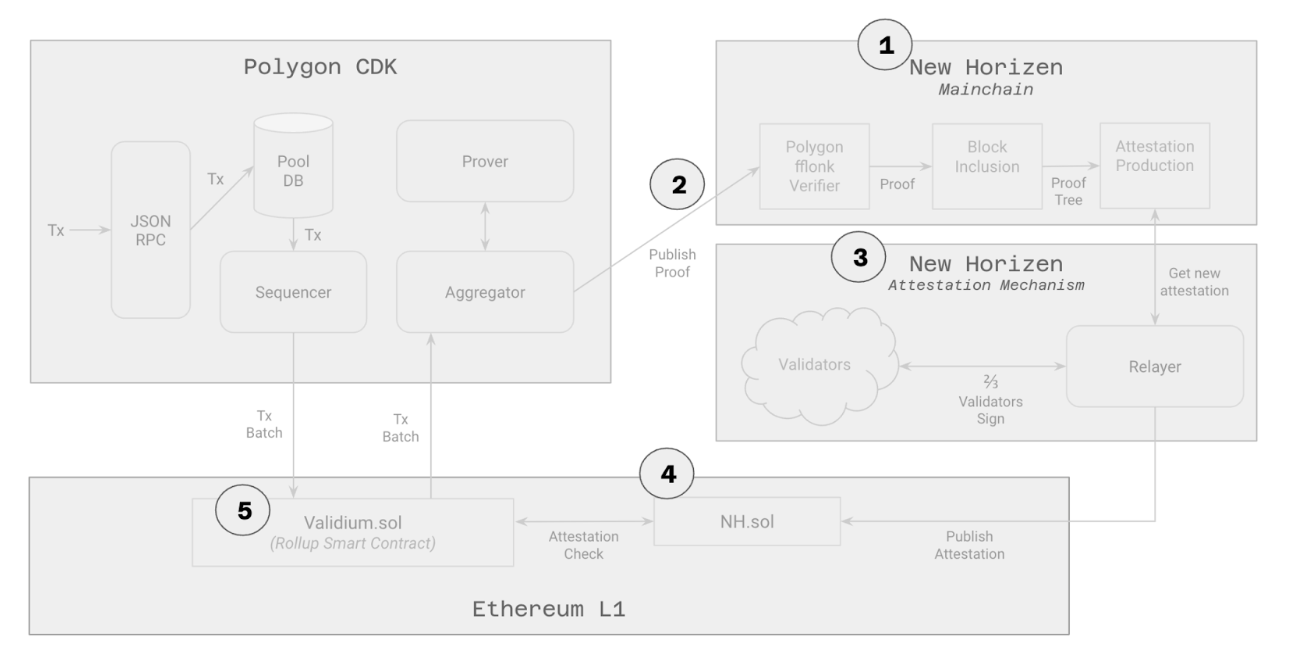 Polygon CDK
Tx
JSON
RPC
Tx
Pool
DB
Tx
Sequencer
Prover
Aggregator
1
New Horizen
Mainchain
2
Publish
Proof
Polygon
fflonk
Verifier
Proof
Block
Inclusion
Proof
Tree
Attestation
Production
3
New Horizen
Attestation Mechanism
Get new
attestation
Validators
⅔
Validators
Sign
Relayer
Tx
Batch
Tx
Batch
5
Validium.sol
(Rollup Smart Contract)
Attestation
Check
4
NH.sol
Publish
Attestation
Ethereum L1